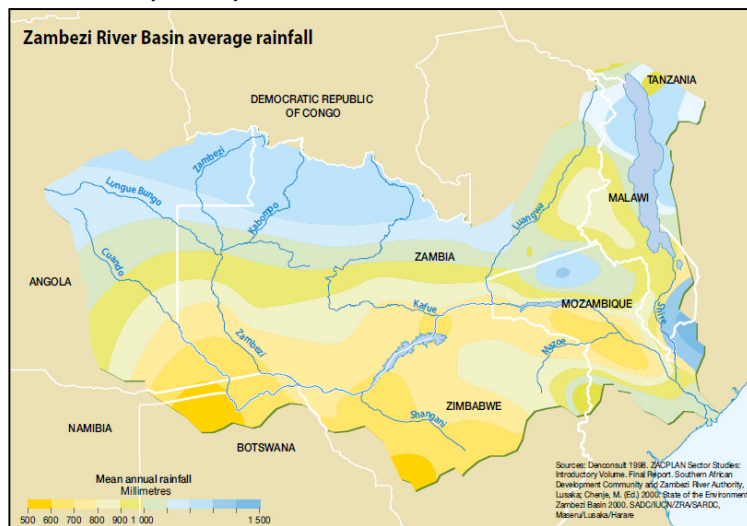 Zambezi River Basin average rainfall
TANZANIA
DEMOCRATIC REPUBLIC
OF CONGO
Zambezi
Lungue Bungo
Kabompo
Luangwa
MALAWI
Cuando
ZAMBIA
ANGOLA
MOZAMBIQUE
Kafue
Shire
Zambezi
Mazoe
ZIMBABWE
Shangani
NAMIBIA
BOTSWANA
Mean annual rainfall
Millimetres
500 600 700 800 900 1 000 1 500
Sources: Denconsult 1998. ZACPLAN Sector Studies:
Introductory Volume. Final Report. Southern African
Development Community and Zambezi River Authority,
Lusaka; Chenje, M. (Ed.) 2000. State of the Environment
Zambezi Basin 2000. SADC/IUCN/ZRA/SARDC,
Maseru/Lusaka/Harare